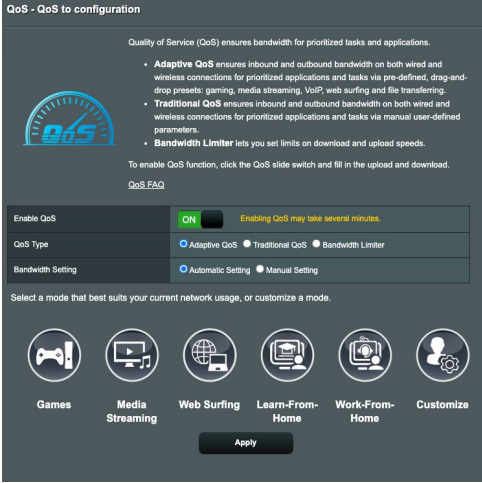 QoS - QoS to configuration
Quality of Service (QoS) ensures bandwidth for prioritized tasks and applications.
• Adaptive QoS ensures inbound and outbound bandwidth on both wired and
wireless connections for prioritized applications and tasks via pre-defined, drag-and-
drop presets: gaming, media streaming, VoIP, web surfing and file transferring.
• Traditional QoS ensures inbound and outbound bandwidth on both wired and
wireless connections for prioritized applications and tasks via manual user-defined
parameters.
• Bandwidth Limiter lets you set limits on download and upload speeds.
QoS
To enable QoS function, click the QoS slide switch and fill in the upload and download.
QoS FAQ
Enable QoS ON Enabling QoS may take several minutes.
QoS Type Adaptive QoS Traditional QoS Bandwidth Limiter
Bandwidth Setting Automatic Setting Manual Setting
Select a mode that best suits your current network usage, or customize a mode.
Games Media Web Surfing Learn-From- Work-From- Customize
Streaming Home Home
Apply